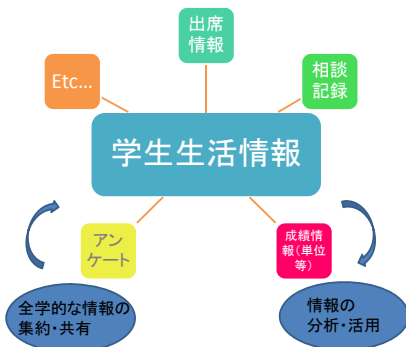 出席
情報
Etc...
相談
記録
学生生活情報
アン
ケート
成績情
報(単位
等)
全学的な情報の
集約・共有
情報の
分析・活用